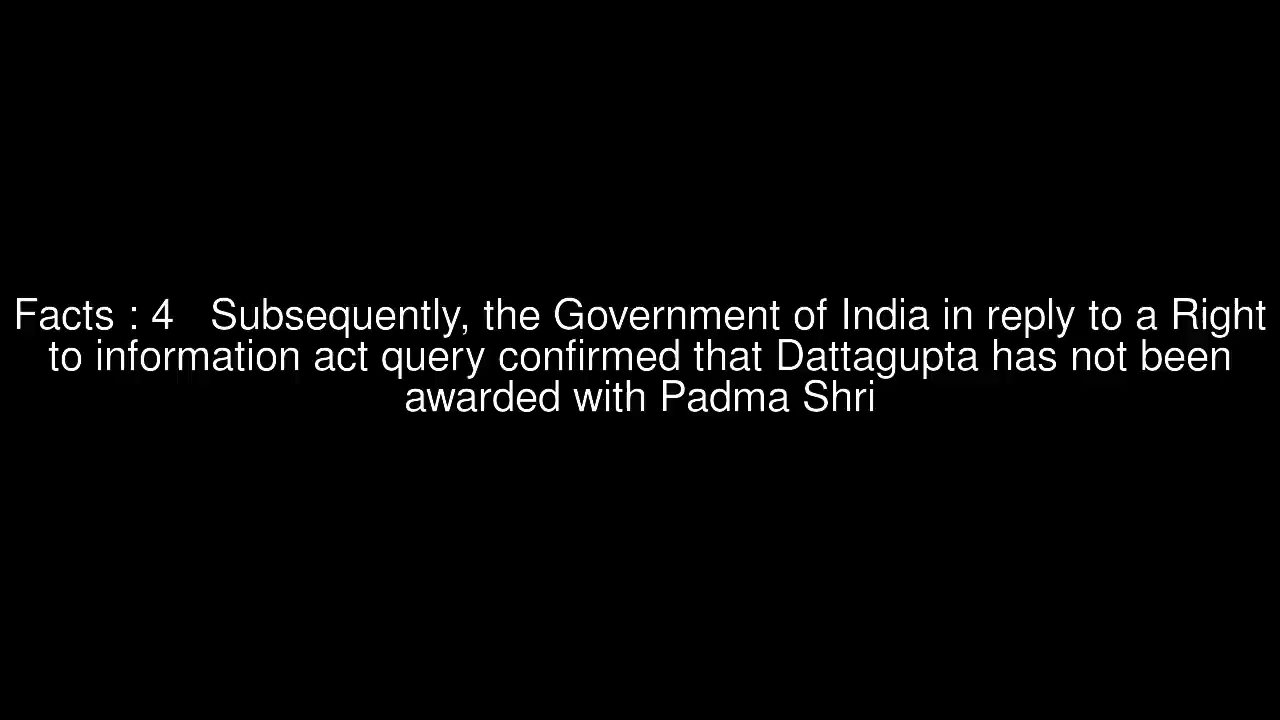 Facts : 4   Subsequently, the Government of India in reply to a Right
to information act query confirmed that Dattagupta has not been
awarded with Padma Shri